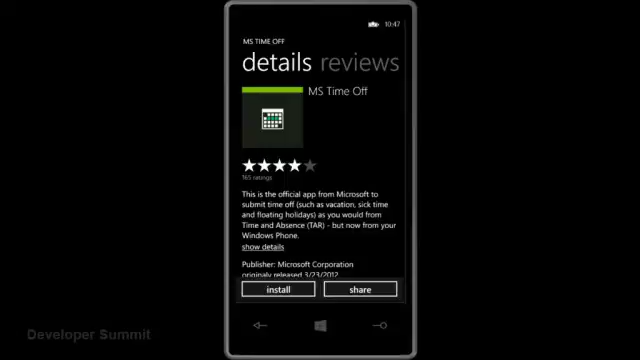 10:47
MS TIME OFF
details reviews
MS Time Off
165 ratings
This is the official app from Microsoft to
submit time off (such as vacation, sick time
and floating holidays) as you would from
Time and Absence (TAR) - but now from your
Windows Phone.
show details
Publisher: Microsoft Corporation
originaly released 3/23/2012
install share
Developer Summit